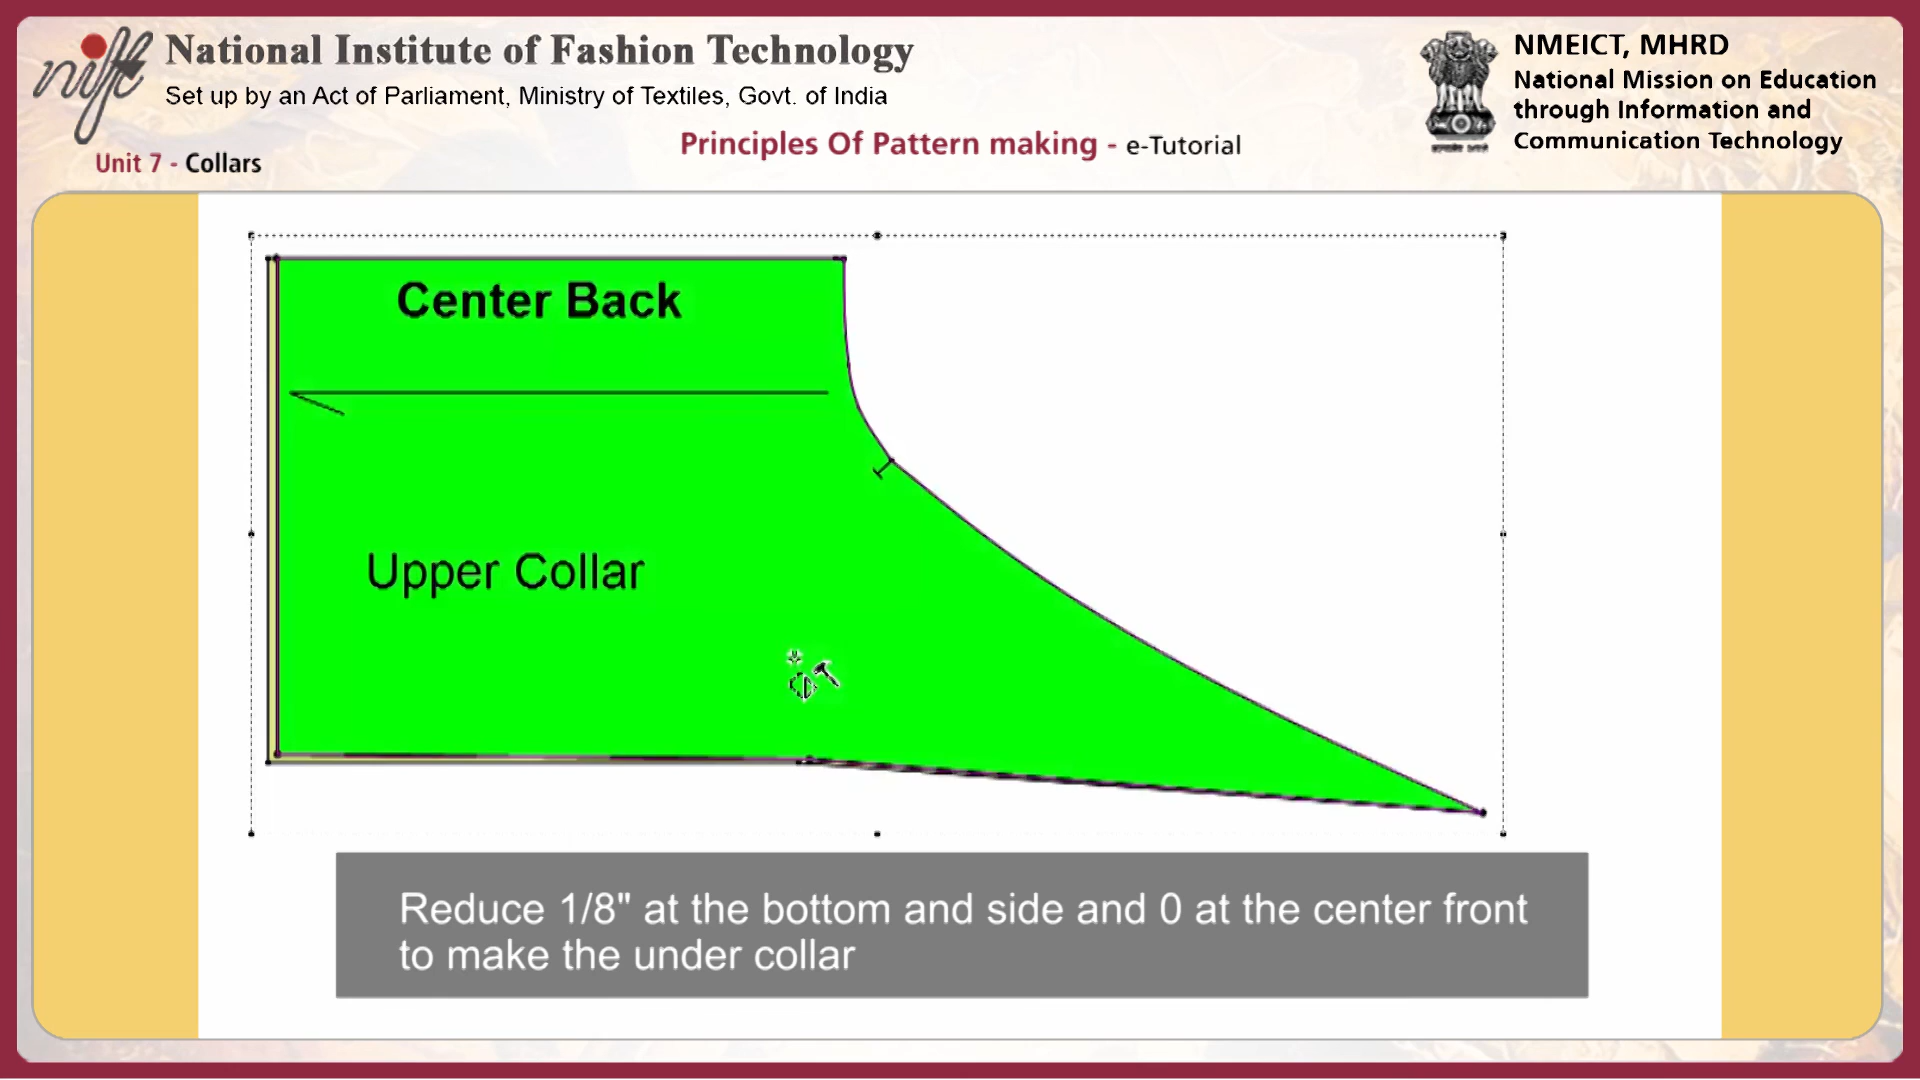 nift
National Institute of Fashion Technology
Set up by an Act of Parliament, Ministry of Textiles, Govt. of India
NMEICT, MHRD
National Mission on Education
through Information and
Communication Technology
Principles Of Pattern making - e-Tutorial
Unit 7 - Collars
Center Back
Upper Collar
Reduce 1/8" at the bottom and side and 0 at the center front
to make the under collar